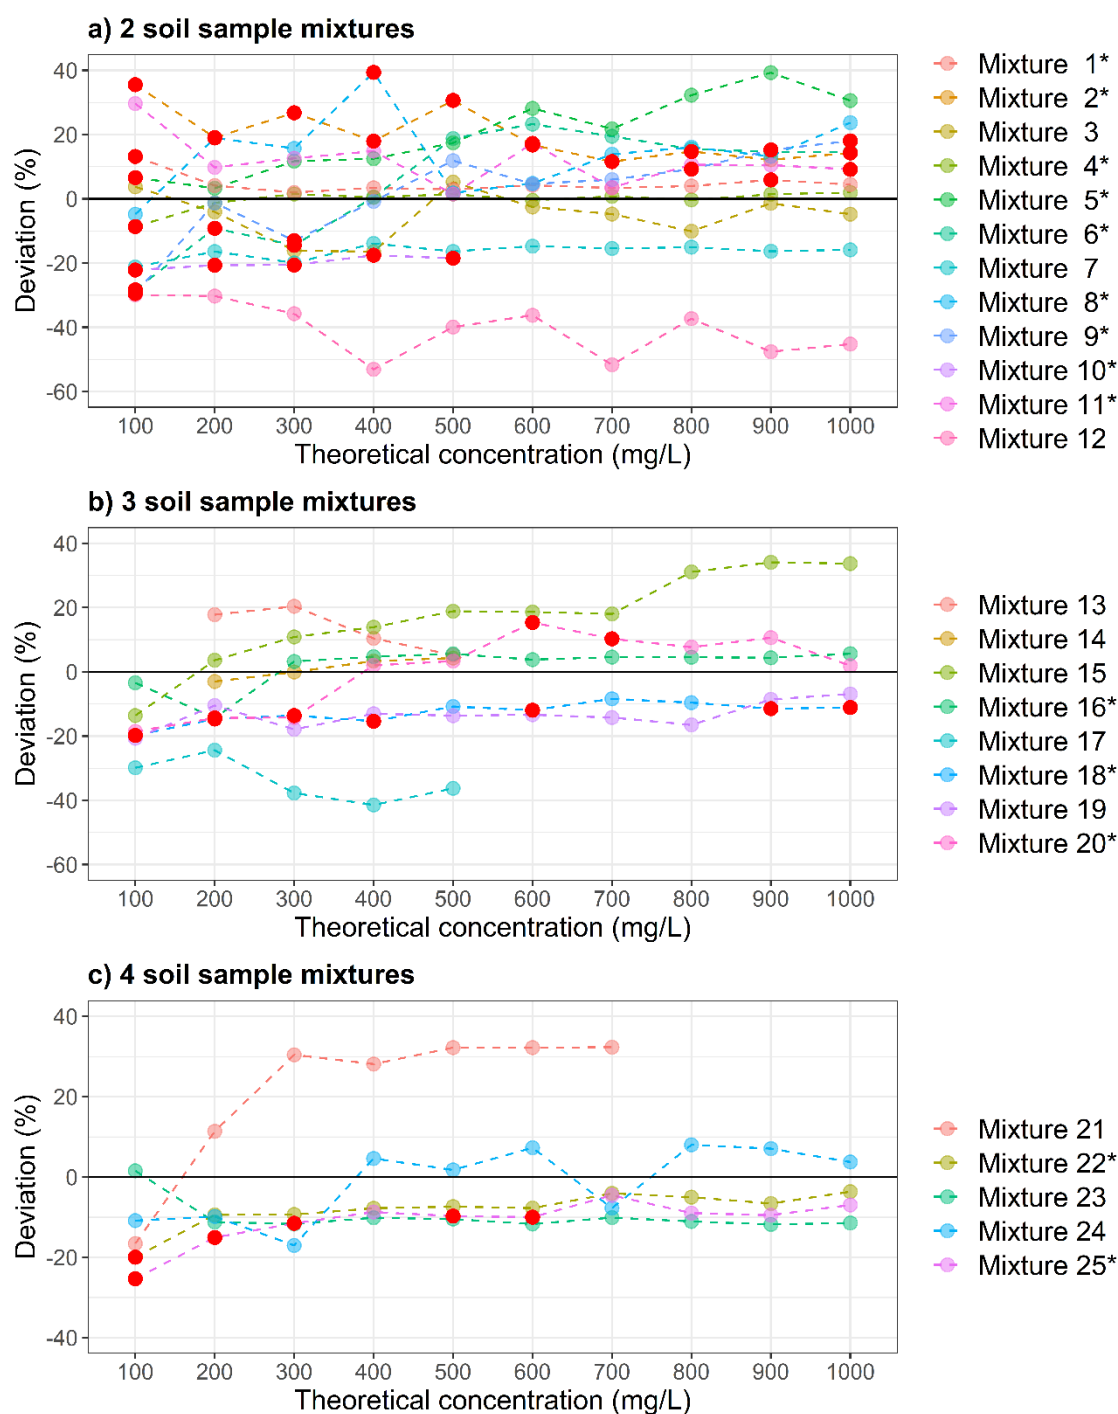 a) 2 soil sample mixtures
40
20
0
-20
-40
-60
Deviation (%)
100 200 300 400 500 600 700 800 900 1000
Theoretical concentration (mg/L)
Mixture 1*
Mixture 2*
Mixture 3
Mixture 4*
Mixture 5*
Mixture 6*
Mixture 7
Mixture 8*
Mixture 9*
Mixture 10*
Mixture 11*
Mixture 12
b) 3 soil sample mixtures
40
20
0
-20
-40
-60
Deviation (%)
100 200 300 400 500 600 700 800 900 1000
Theoretical concentration (mg/L)
Mixture 13
Mixture 14
Mixture 15
Mixture 16*
Mixture 17
Mixture 18*
Mixture 19
Mixture 20*
c) 4 soil sample mixtures
40
20
0
-20
-40
Deviation (%)
100 200 300 400 500 600 700 800 900 1000
Theoretical concentration (mg/L)
Mixture 21
Mixture 22*
Mixture 23
Mixture 24
Mixture 25*